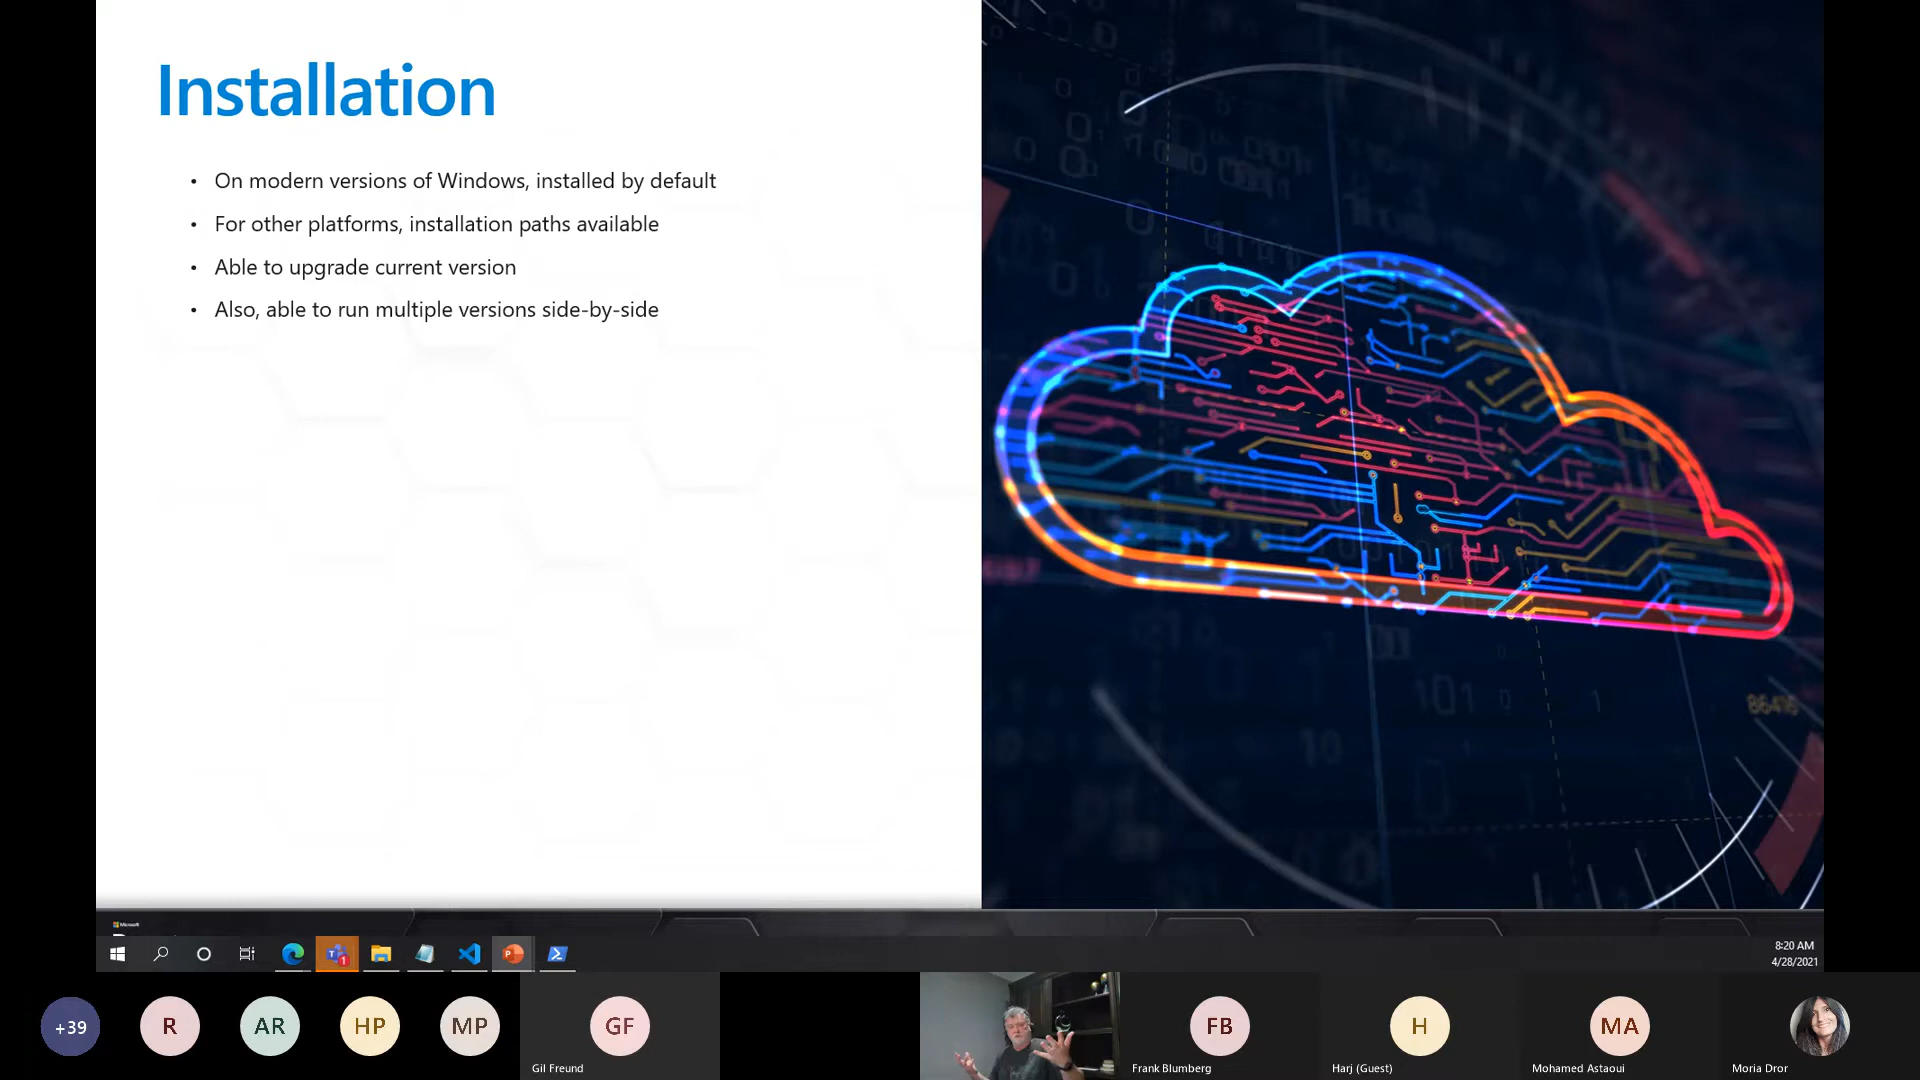 Installation
• On modern versions of Windows, installed by default
• For other platforms, installation paths available
• Able to upgrade current version
• Also, able to run multiple versions side-by-side
86416
Microsoft
8:20 AM
4/28/2021
+39
R
AR
HP
MP
GF
FB
H
MA
Gil Freund
Frank Blumberg
Harj (Guest)
Mohamed Astaoui
Moria Dror